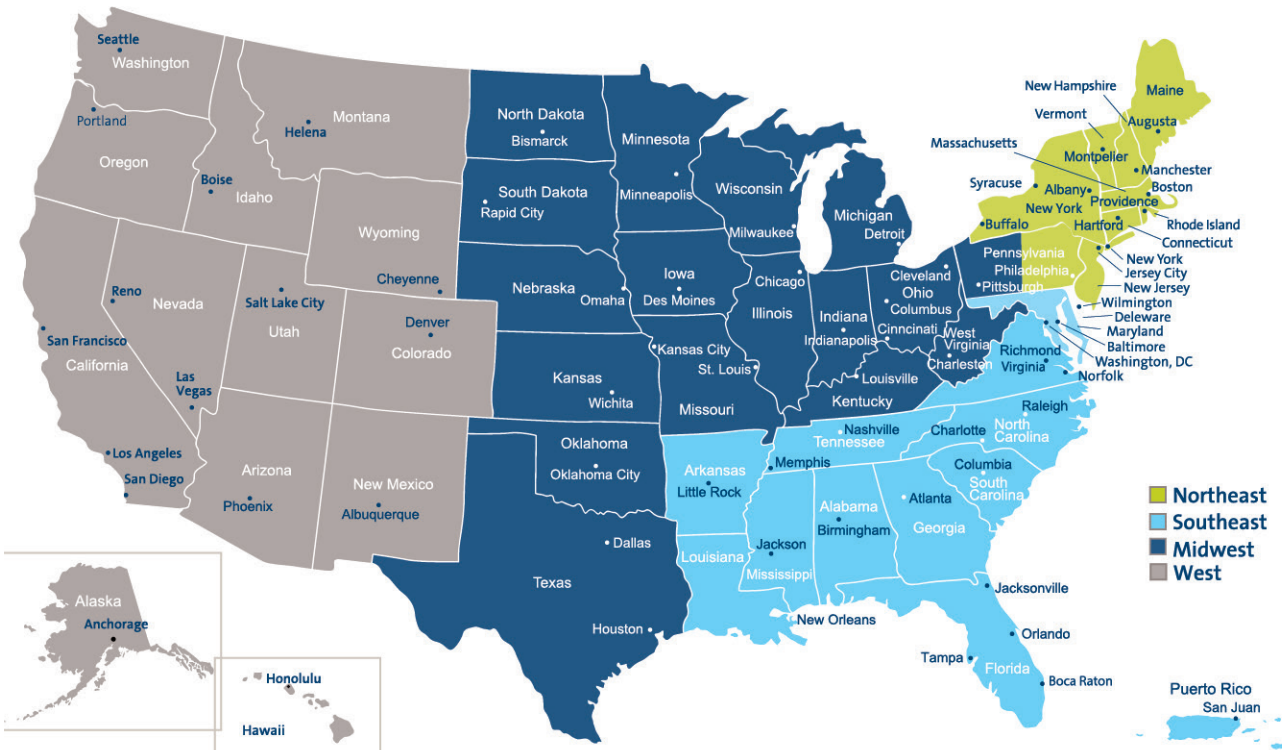 Seattle
Washington
Portland
Oregon
Boise
Idaho
Montana
Helena
Wyoming
Cheyenne
Reno
Nevada
Salt Lake City
Utah
Denver
Colorado
San Francisco
California
Las
Vegas
Los Angeles
San Diego
Arizona
Phoenix
New Mexico
Albuquerque
North Dakota
Bismarck
South Dakota
Rapid City
Nebraska
Omaha
Kansas
Wichita
Oklahoma
Oklahoma City
Texas
Dallas
Houston
Minnesota
Minneapolis
Iowa
Des Moines
Kansas City
St. Louis
Missouri
Wisconsin
Milwaukee
Chicago
Illinois
Michigan
Detroit
Indiana
Indianapolis
Cleveland
Ohio
Columbus
Cinncinati
West
Virginia
Charleston
Louisville
Kentucky
Pennsylvania
Philadelphia
Pittsburgh
New Hampshire
Vermont
Massachusetts
Maine
Augusta
Montpelier
Manchester
Boston
Syracuse
Albany
Providence
New York
Buffalo
Hartford
Rhode Island
Connecticut
New York
Jersey City
New Jersey
Wilmington
Deleware
Maryland
Baltimore
Washington, DC
Richmond
Virginia
Norfolk
Raleigh
Charlotte
North
Carolina
Nashville
Tennessee
Memphis
Columbia
South
Carolina
Arkansas
Little Rock
Atlanta
Georgia
Alabama
Birmingham
Jackson
Mississippi
Louisiana
New Orleans
Jacksonville
Orlando
Tampa
Florida
Boca Raton
Northeast
Southeast
Midwest
West
Alaska
Anchorage
Honolulu
Hawaii
Puerto Rico
San Juan